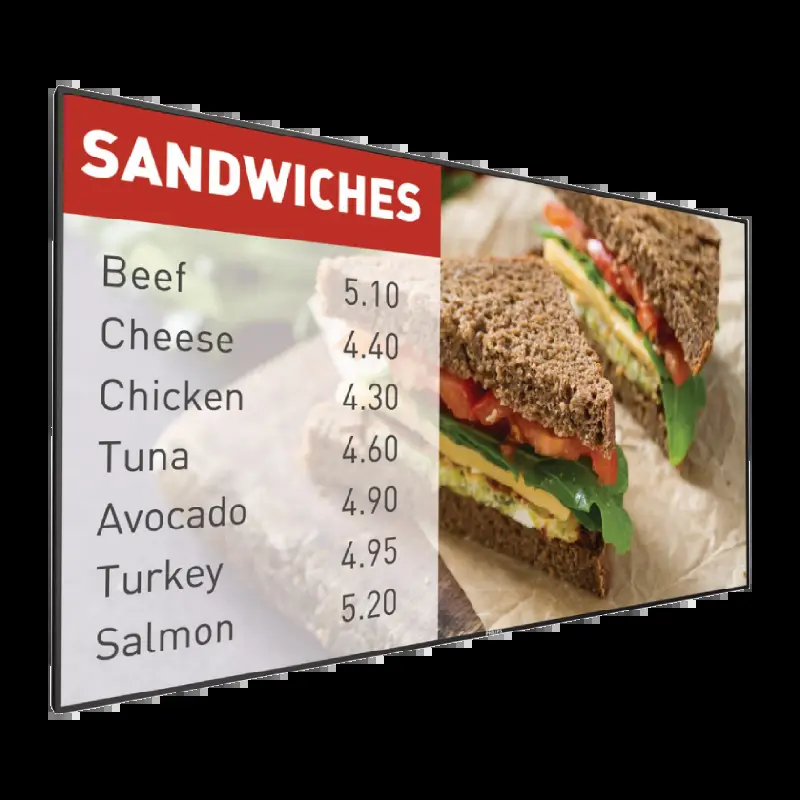 SANDWICHES
Beef 5.10
Cheese 4.40
Chicken 4.30
Tuna 4.60
Avocado 4.90
Turkey 4.95
Salmon 5.20